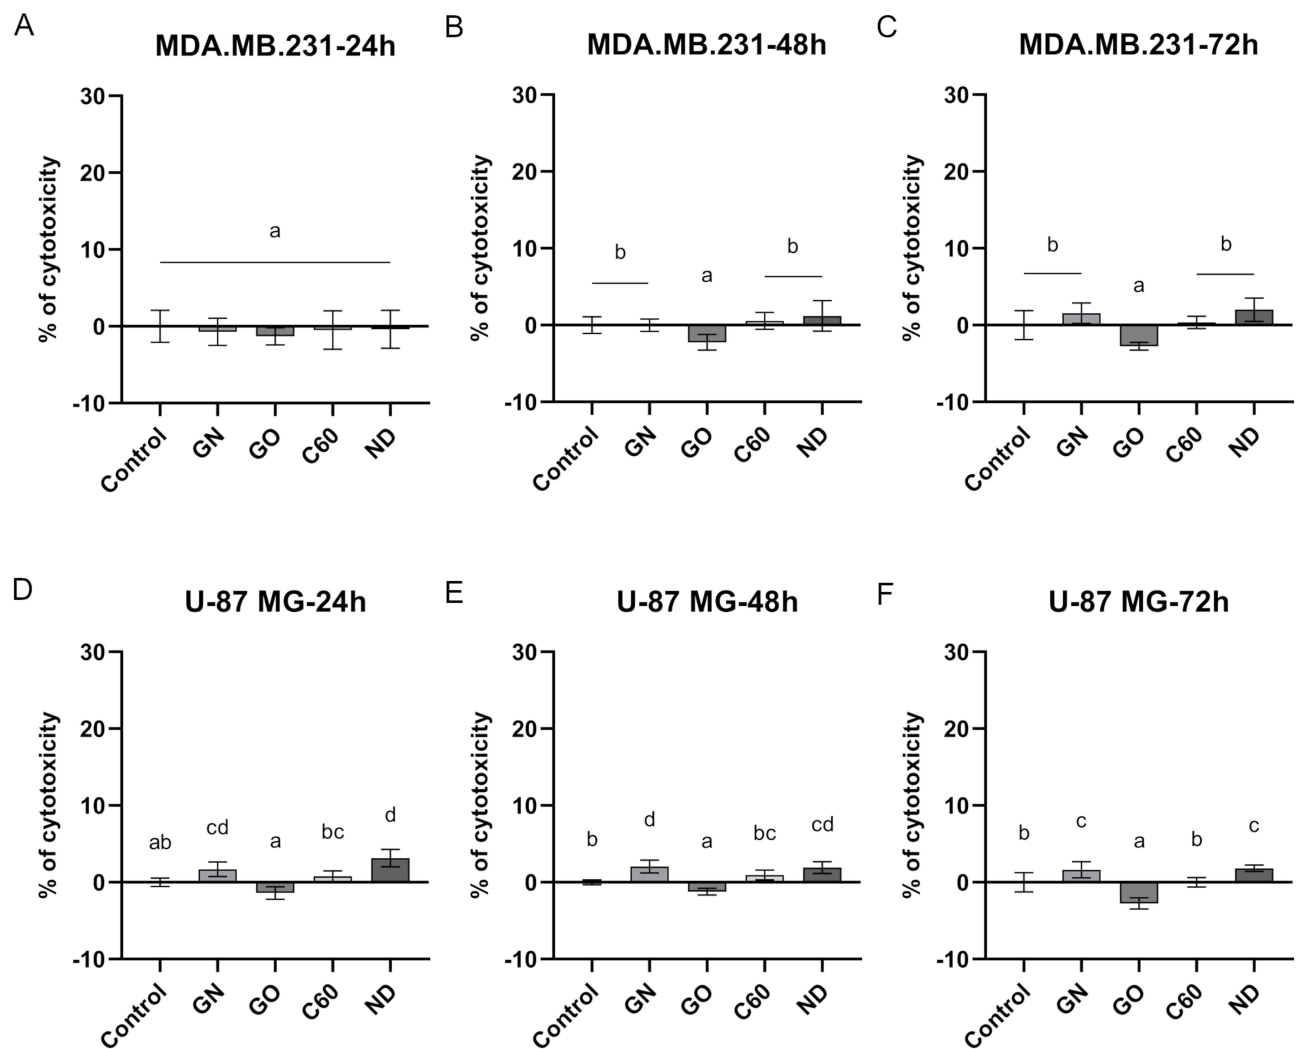 A
MDA.MB.231-24h
% of cytotoxicity
30
20
10
0
-10
a
Control
GN
GO
C60
ND
B
MDA.MB.231-48h
% of cytotoxicity
30
20
10
0
-10
b
a
b
Control
GN
GO
C60
ND
C
MDA.MB.231-72h
% of cytotoxicity
30
20
10
0
-10
b
a
b
Control
GN
GO
C60
ND
D
U-87 MG-24h
% of cytotoxicity
30
20
10
0
-10
ab
cd
a
bc
d
Control
GN
GO
C60
ND
E
U-87 MG-48h
% of cytotoxicity
30
20
10
0
-10
b
d
a
bc
cd
Control
GN
GO
C60
ND
F
U-87 MG-72h
% of cytotoxicity
30
20
10
0
-10
b
c
a
b
c
Control
GN
GO
C60
ND